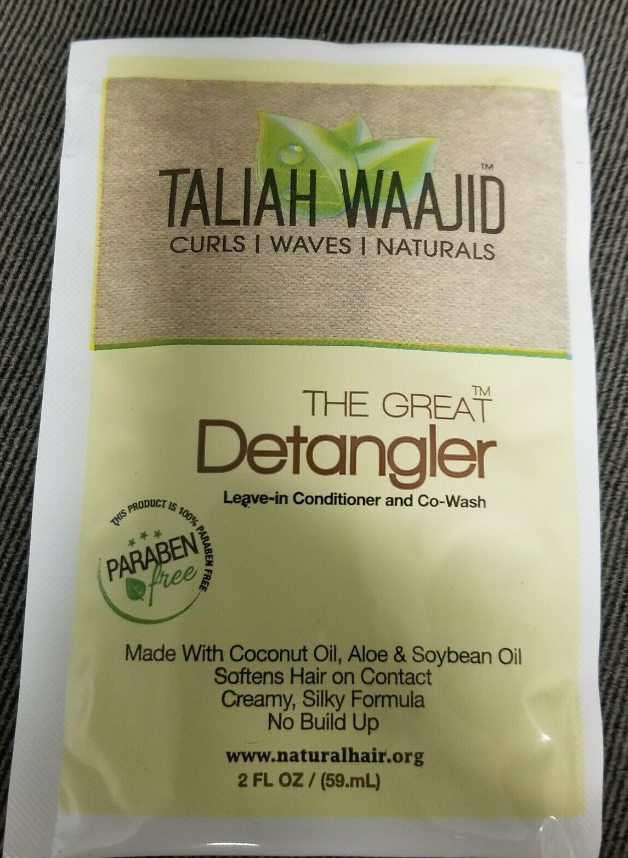 TALIAH WAAJID™
CURLS | WAVES | NATURALS
THE GREAT™
Detangler
Leave-in Conditioner and Co-Wash
THIS PRODUCT IS 100% PARABEN FREE
PARABEN
free
Made With Coconut Oil, Aloe & Soybean Oil
Softens Hair on Contact
Creamy, Silky Formula
No Build Up
www.naturalhair.org
2 FL OZ / (59.mL)